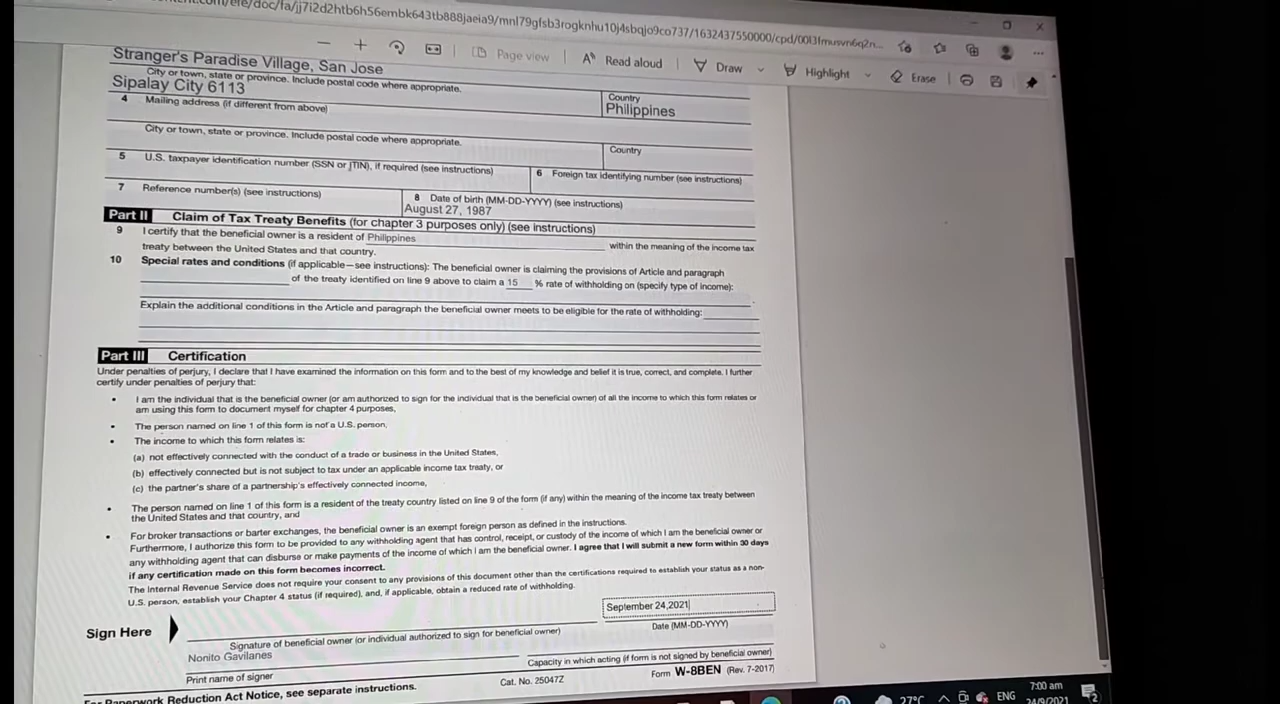 Page view
Read aloud
Draw
Highlight
Erase
Stranger's Paradise Village, San Jose
City or town, state or province. Include postal code where appropriate.
Country
Sipalay City 6113
Philippines
4 Mailing address (if different from above)
City or town, state or province. Include postal code where appropriate.
Country
5 U.S. taxpayer identification number (SSN or ITIN), if required (see instructions)
6 Foreign tax identifying number (see instructions)
7 Reference number(s) (see instructions)
8 Date of birth (MM-DD-YYYY) (see instructions)
August 27, 1987
Part II Claim of Tax Treaty Benefits (for chapter 3 purposes only) (see instructions)
9 I certify that the beneficial owner is a resident of Philippines within the meaning of the income tax
treaty between the United States and that country.
10 Special rates and conditions (if applicable—see instructions): The beneficial owner is claiming the provisions of Article and paragraph
of the treaty identified on line 9 above to claim a 15 % rate of withholding on (specify type of income):
.
Explain the additional conditions in the Article and paragraph the beneficial owner meets to be eligible for the rate of withholding:
Part III Certification
Under penalties of perjury, I declare that I have examined the information on this form and to the best of my knowledge and belief it is true, correct, and complete. I further
certify under penalties of perjury that:
• I am the individual that is the beneficial owner (or am authorized to sign for the individual that is the beneficial owner) of all the income to which this form relates or
am using this form to document myself for chapter 4 purposes,
• The person named on line 1 of this form is not a U.S. person,
• The income to which this form relates is:
(a) not effectively connected with the conduct of a trade or business in the United States,
(b) effectively connected but is not subject to tax under an applicable income tax treaty, or
(c) the partner's share of a partnership's effectively connected income,
• The person named on line 1 of this form is a resident of the treaty country listed on line 9 of the form (if any) within the meaning of the income tax treaty between
the United States and that country, and
• For broker transactions or barter exchanges, the beneficial owner is an exempt foreign person as defined in the instructions.
Furthermore, I authorize this form to be provided to any withholding agent that has control, receipt, or custody of the income of which I am the beneficial owner or
any withholding agent that can disburse or make payments of the income of which I am the beneficial owner. I agree that I will submit a new form within 30 days
if any certification made on this form becomes incorrect.
The Internal Revenue Service does not require your consent to any provisions of this document other than the certifications required to establish your status as a non-
U.S. person, establish your Chapter 4 status (if required), and, if applicable, obtain a reduced rate of withholding.
September 24,2021
Sign Here
Signature of beneficial owner (or individual authorized to sign for beneficial owner)
Date (MM-DD-YYYY)
Nonito Gavilanes
Print name of signer
Capacity in which acting (if form is not signed by beneficial owner)
For Paperwork Reduction Act Notice, see separate instructions.
Cat. No. 25047Z
Form W-8BEN (Rev. 7-2017)
27°C
ENG
7:00 am
24/9/2021
2